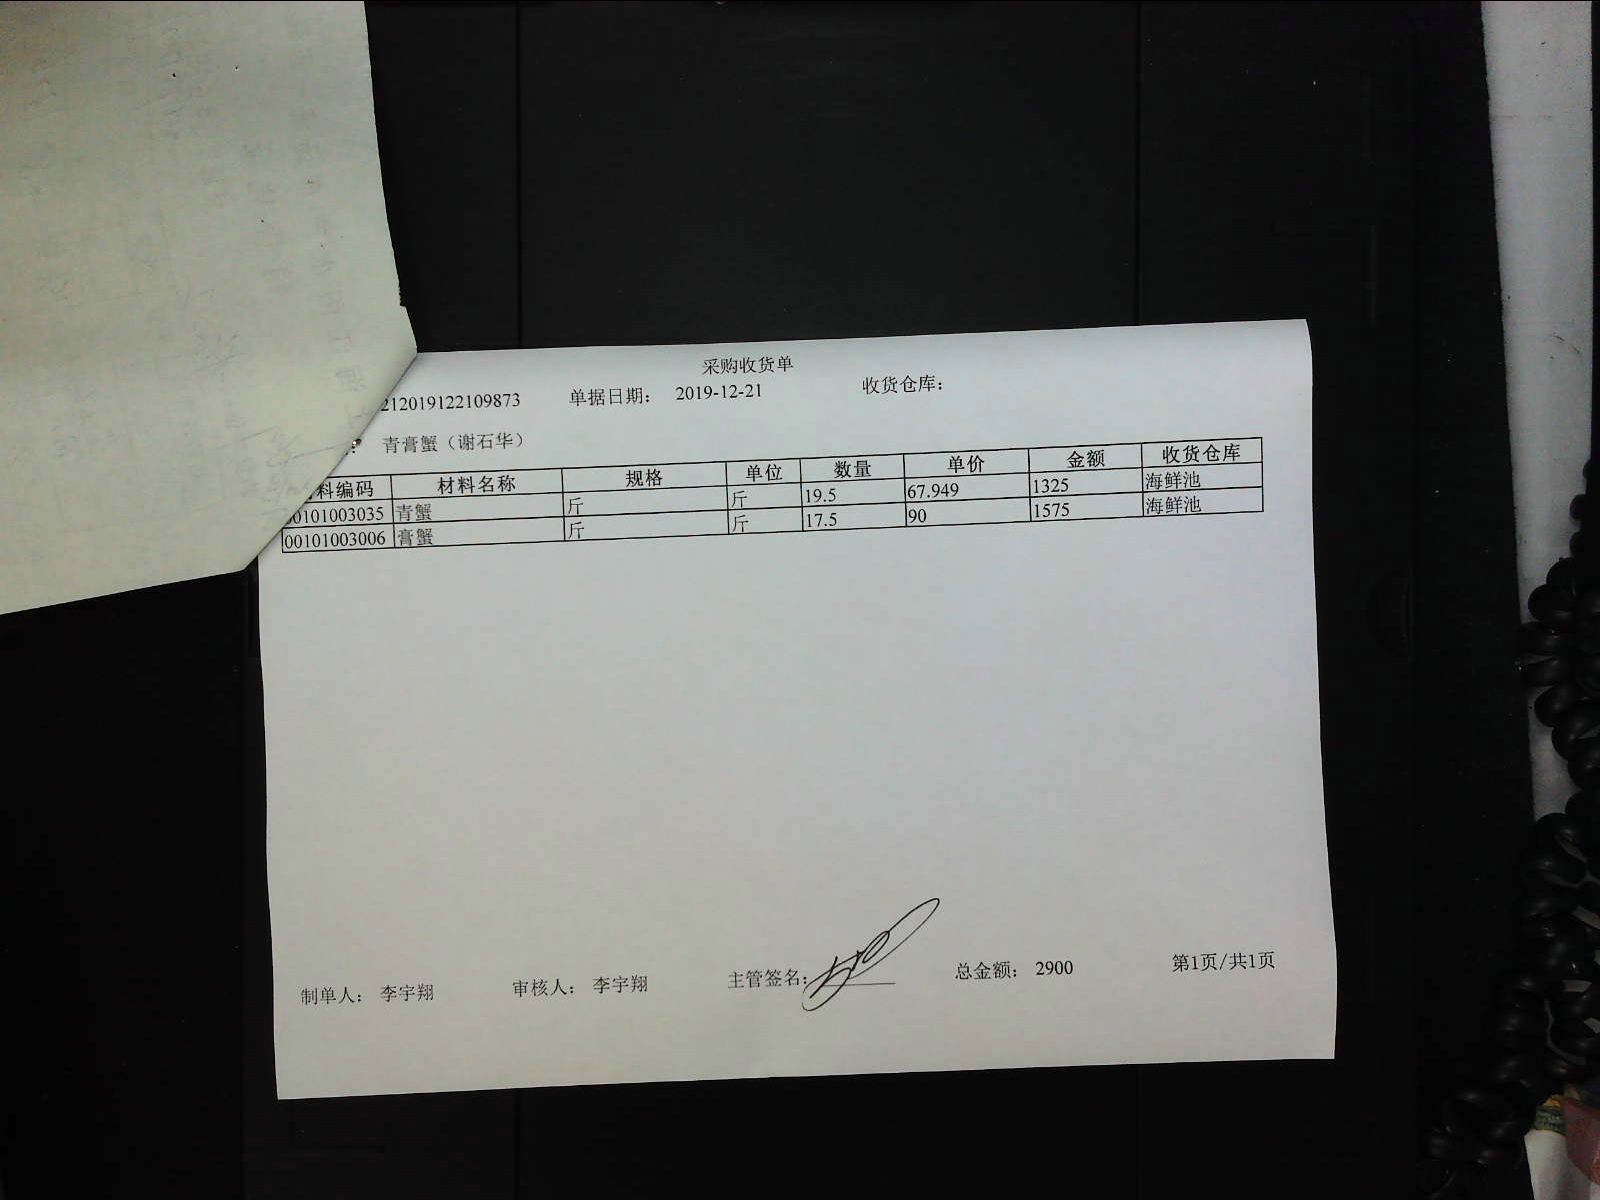 采购收货单
212019122109873 单据日期： 2019-12-21 收货仓库：
： 青膏蟹（谢石华）
料编码 材料名称 规格 单位 数量 单价 金额 收货仓库
00101003035 青蟹 斤 斤 19.5 67.949 1325 海鲜池
00101003006 膏蟹 斤 斤 17.5 90 1575 海鲜池
制单人： 李宇翔 审核人： 李宇翔 主管签名： 总金额： 2900 第1页/共1页